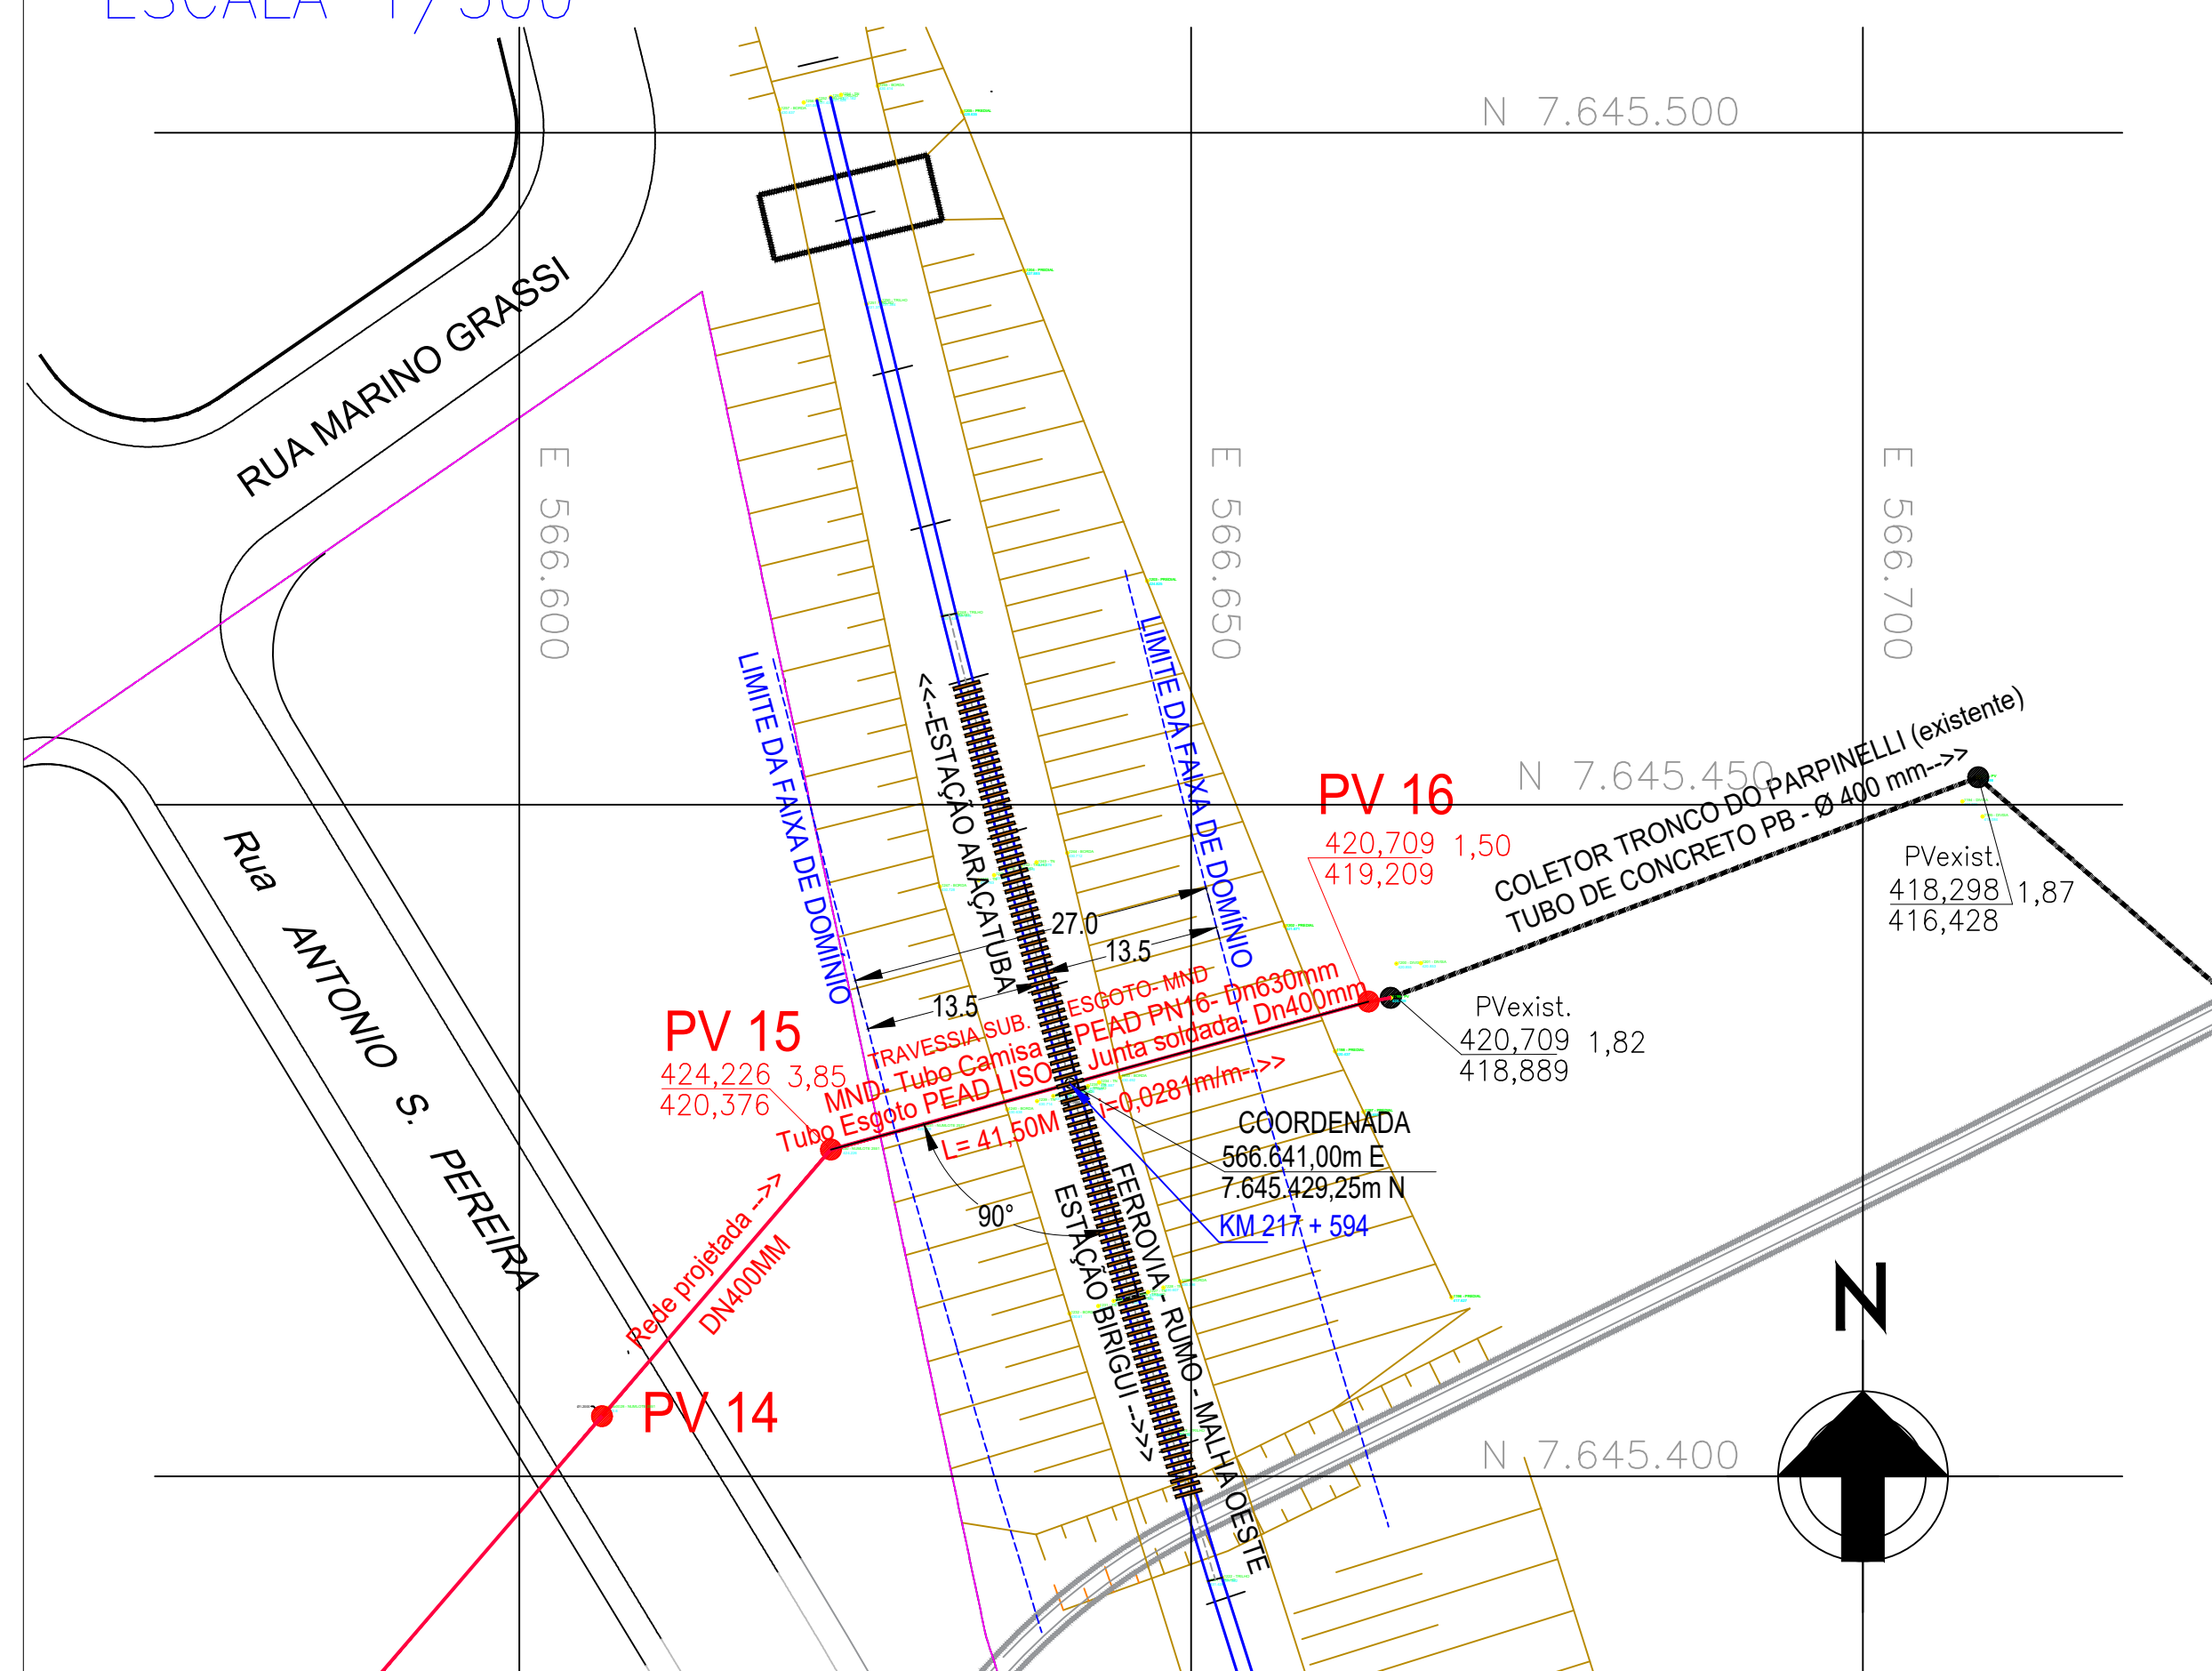 ESCALA 1/500
N 7.645.500
RUA MARINO GRASSI
E 566.600
E 566.650
E 566.700
LIMITE DA FAIXA DE DOMÍNIO
<<--ESTAÇÃO ARAÇATUBA
LIMITE DA FAIXA DE DOMÍNIO
N 7.645.450
PV 16
420,709 1,50
419,209
COLETOR TRONCO DO PARPINELLI (existente)
TUBO DE CONCRETO PB - Ø 400 mm-->>
PVexist.
418,298 1,87
416,428
Rua ANTONIO S. PEREIRA
27.0
13.5
13.5
PV 15
424,226 3,85
420,376
TRAVESSIA SUB. ESGOTO- MND
MND- Tubo Camisa PEAD PN16- Dn630mm
Tubo Esgoto PEAD LISO Junta soldada- Dn400mm
L= 41,50M I=0,0281m/m-->>
PVexist.
420,709 1,82
418,889
COORDENADA
566.641,00m E
7.645.429,25m N
KM 217 + 594
90°
Rede projetada -->>
DN400MM
ESTAÇÃO BIRIGUI -->>>
FERROVIA - RUMO - MALHA OESTE
PV 14
N 7.645.400
N